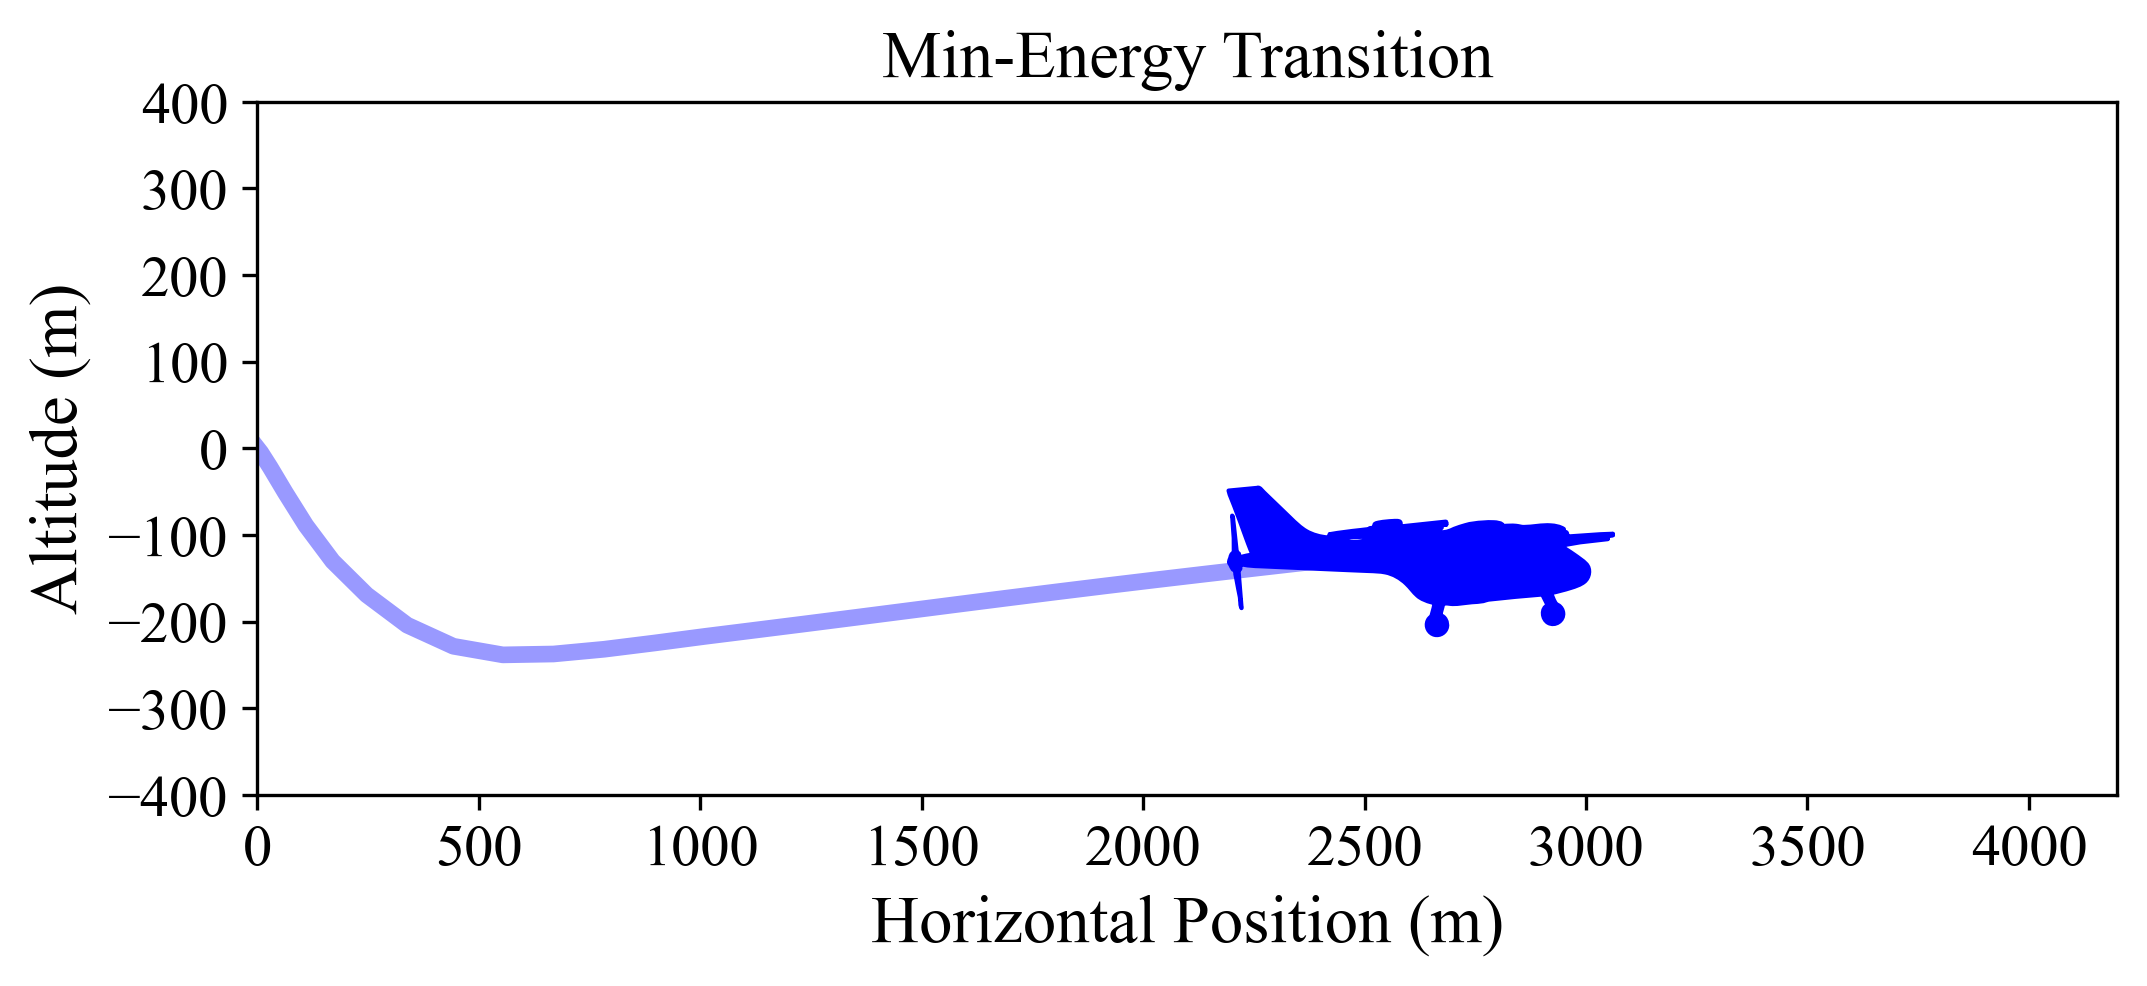 Min-Energy Transition
400
300
200
100
0
−100
−200
−300
−400
Altitude (m)
0 500 1000 1500 2000 2500 3000 3500 4000
Horizontal Position (m)